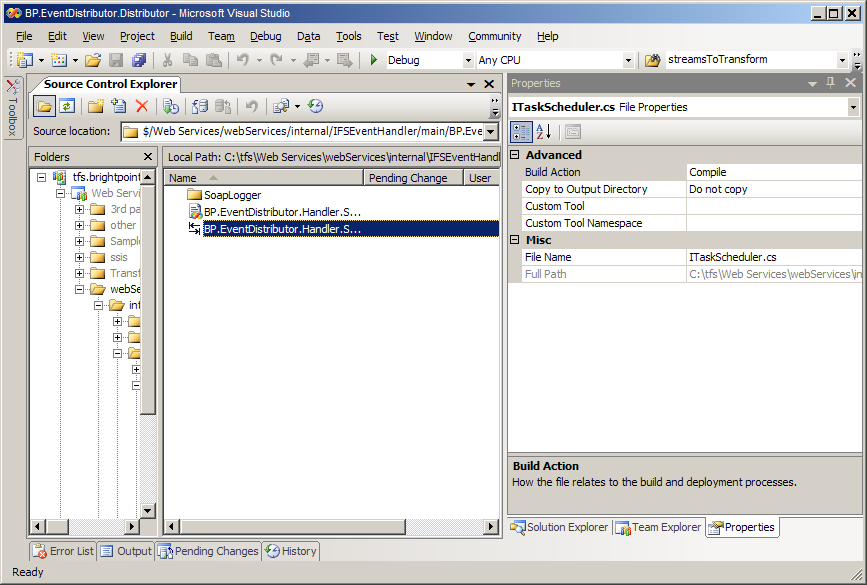 BP.EventDistributor.Distributor - Microsoft Visual Studio
File Edit View Project Build Team Debug Data Tools Test Window Community Help
Debug Any CPU streamsToTransform
Toolbox
Source Control Explorer
Source location: $/Web Services/webServices/internal/IFSEventHandler/main/BP.Eve
Folders
tfs.brightpoint
Web Servi
3rd pa
other
Sample
ssis
Transf
webSe
int
Local Path: C:\tfs\Web Services\webServices\internal\IFSEventHandl
Name Pending Change User
SoapLogger
BP.EventDistributor.Handler.S...
BP.EventDistributor.Handler.S...
Properties
ITaskScheduler.cs File Properties
Advanced
Build Action Compile
Copy to Output Directory Do not copy
Custom Tool
Custom Tool Namespace
Misc
File Name ITaskScheduler.cs
Full Path C:\tfs\Web Services\webServices\in
Build Action
How the file relates to the build and deployment processes.
Solution Explorer Team Explorer Properties
Error List Output Pending Changes History
Ready